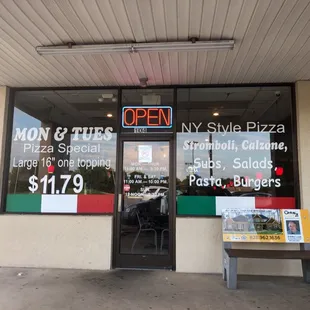 OPEN
MON & TUES
Pizza Special
Large 16" one topping
$11.79
NY Style Pizza
Stromboli, Calzone,
Subs, Salads,
Pasta, Burgers